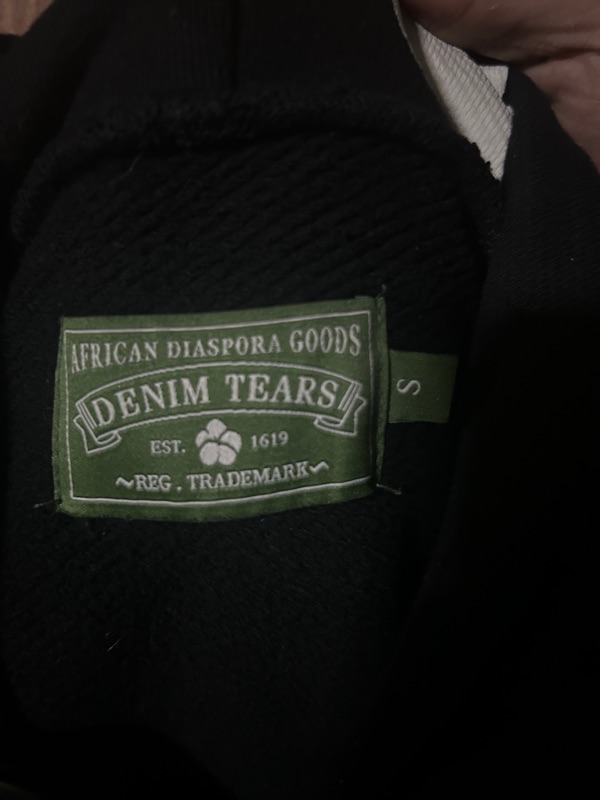 AFRICAN DIASPORA GOODS
DENIM TEARS
EST. 1619
~REG. TRADEMARK~
S